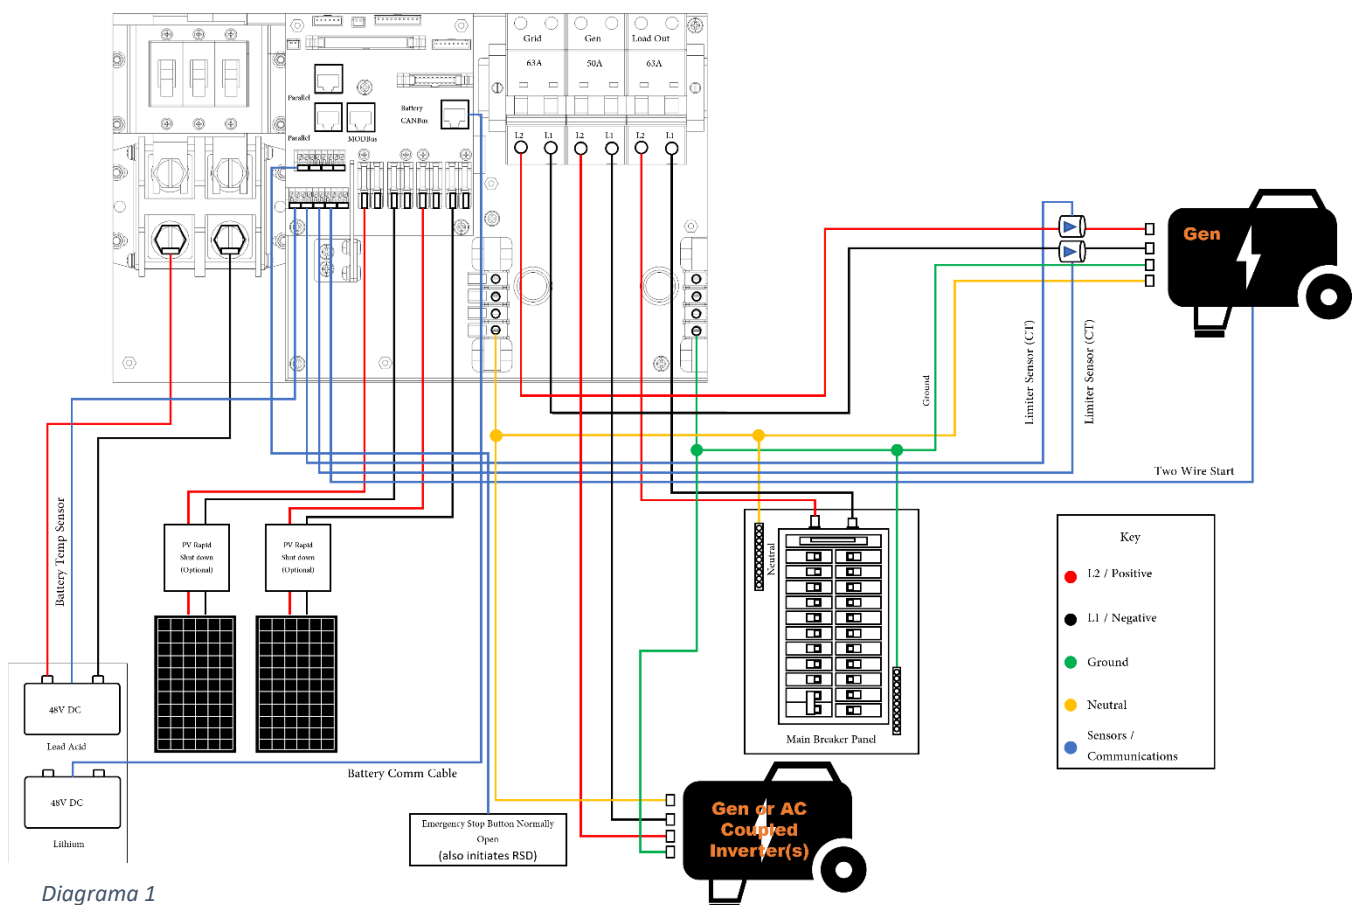 Grid
Gen
Load Out
63A
50A
63A
Parallel
Battery
CANBus
Parallel
MODBus
L2
L1
L2
L1
L2
L1
Gen
Limiter Sensor (CT)
Limiter Sensor (CT)
Ground
Two Wire Start
Battery Temp Sensor
PV Rapid
Shut down
(Optional)
PV Rapid
Shut down
(Optional)
Neutral
Key
L2 / Positive
L1 / Negative
Ground
Neutral
Sensors /
Communications
48V DC
Lead Acid
Main Breaker Panel
Battery Comm Cable
48V DC
Lithium
Emergency Stop Button Normally
Open
(also initiates RSD)
Gen or AC
Coupled
Inverter(s)
Diagrama 1